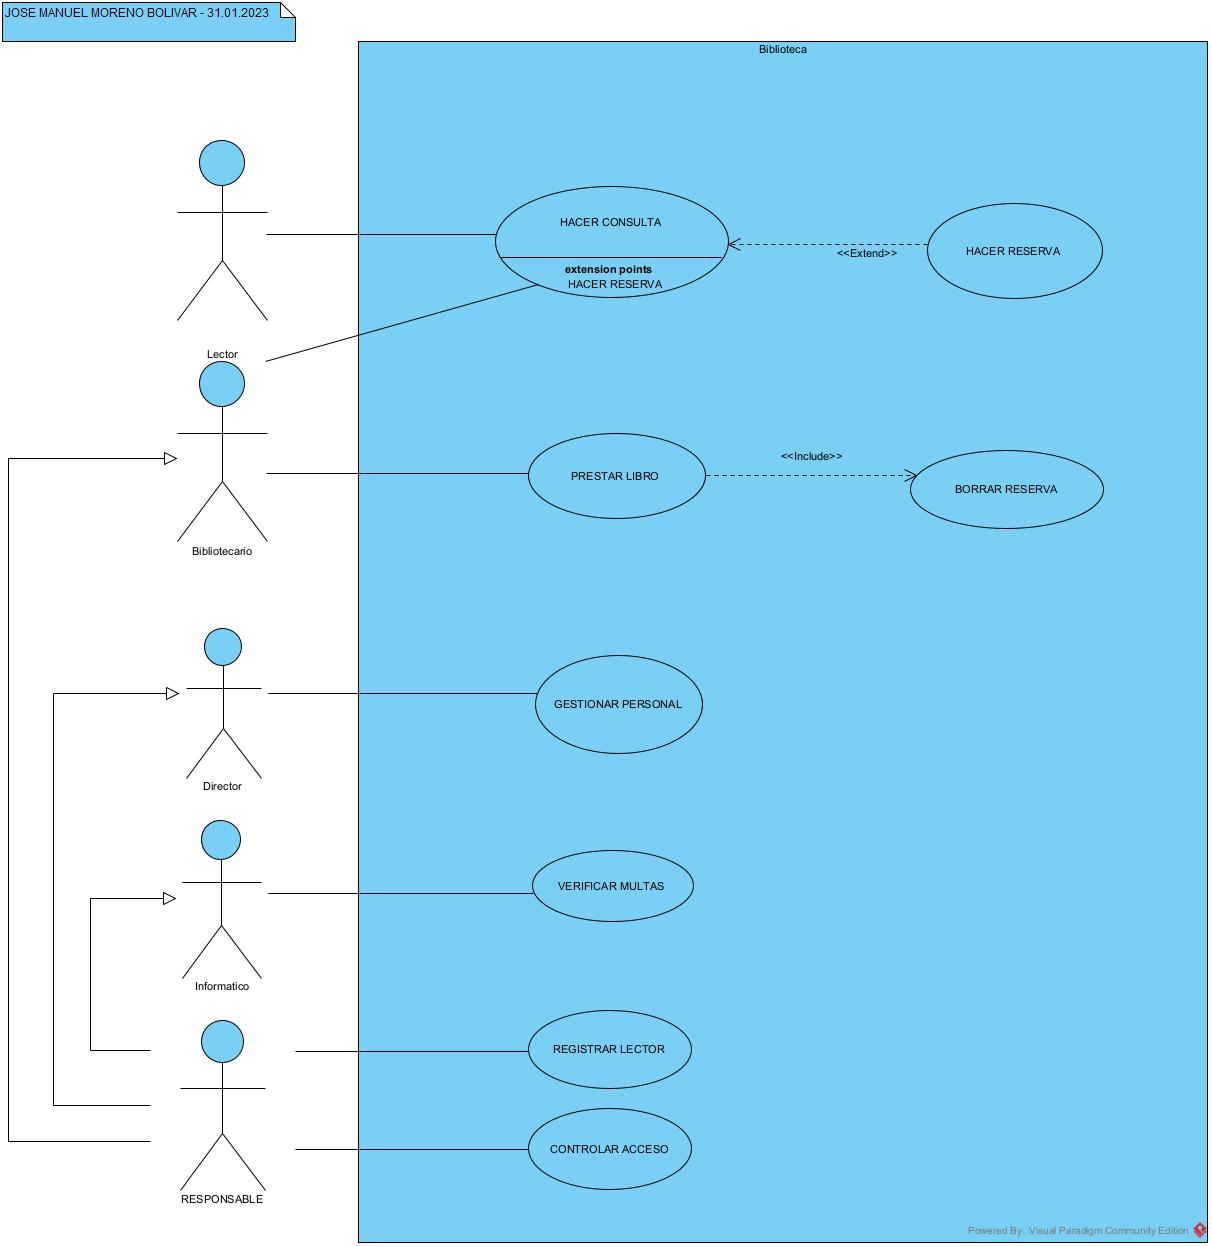 JOSE MANUEL MORENO BOLIVAR - 31.01.2023
Biblioteca
HACER CONSULTA
extension points
HACER RESERVA
<<Extend>>
HACER RESERVA
Lector
PRESTAR LIBRO
<<Include>>
BORRAR RESERVA
Bibliotecario
GESTIONAR PERSONAL
Director
VERIFICAR MULTAS
Informatico
REGISTRAR LECTOR
CONTROLAR ACCESO
RESPONSABLE
Powered By Visual Paradigm Community Edition